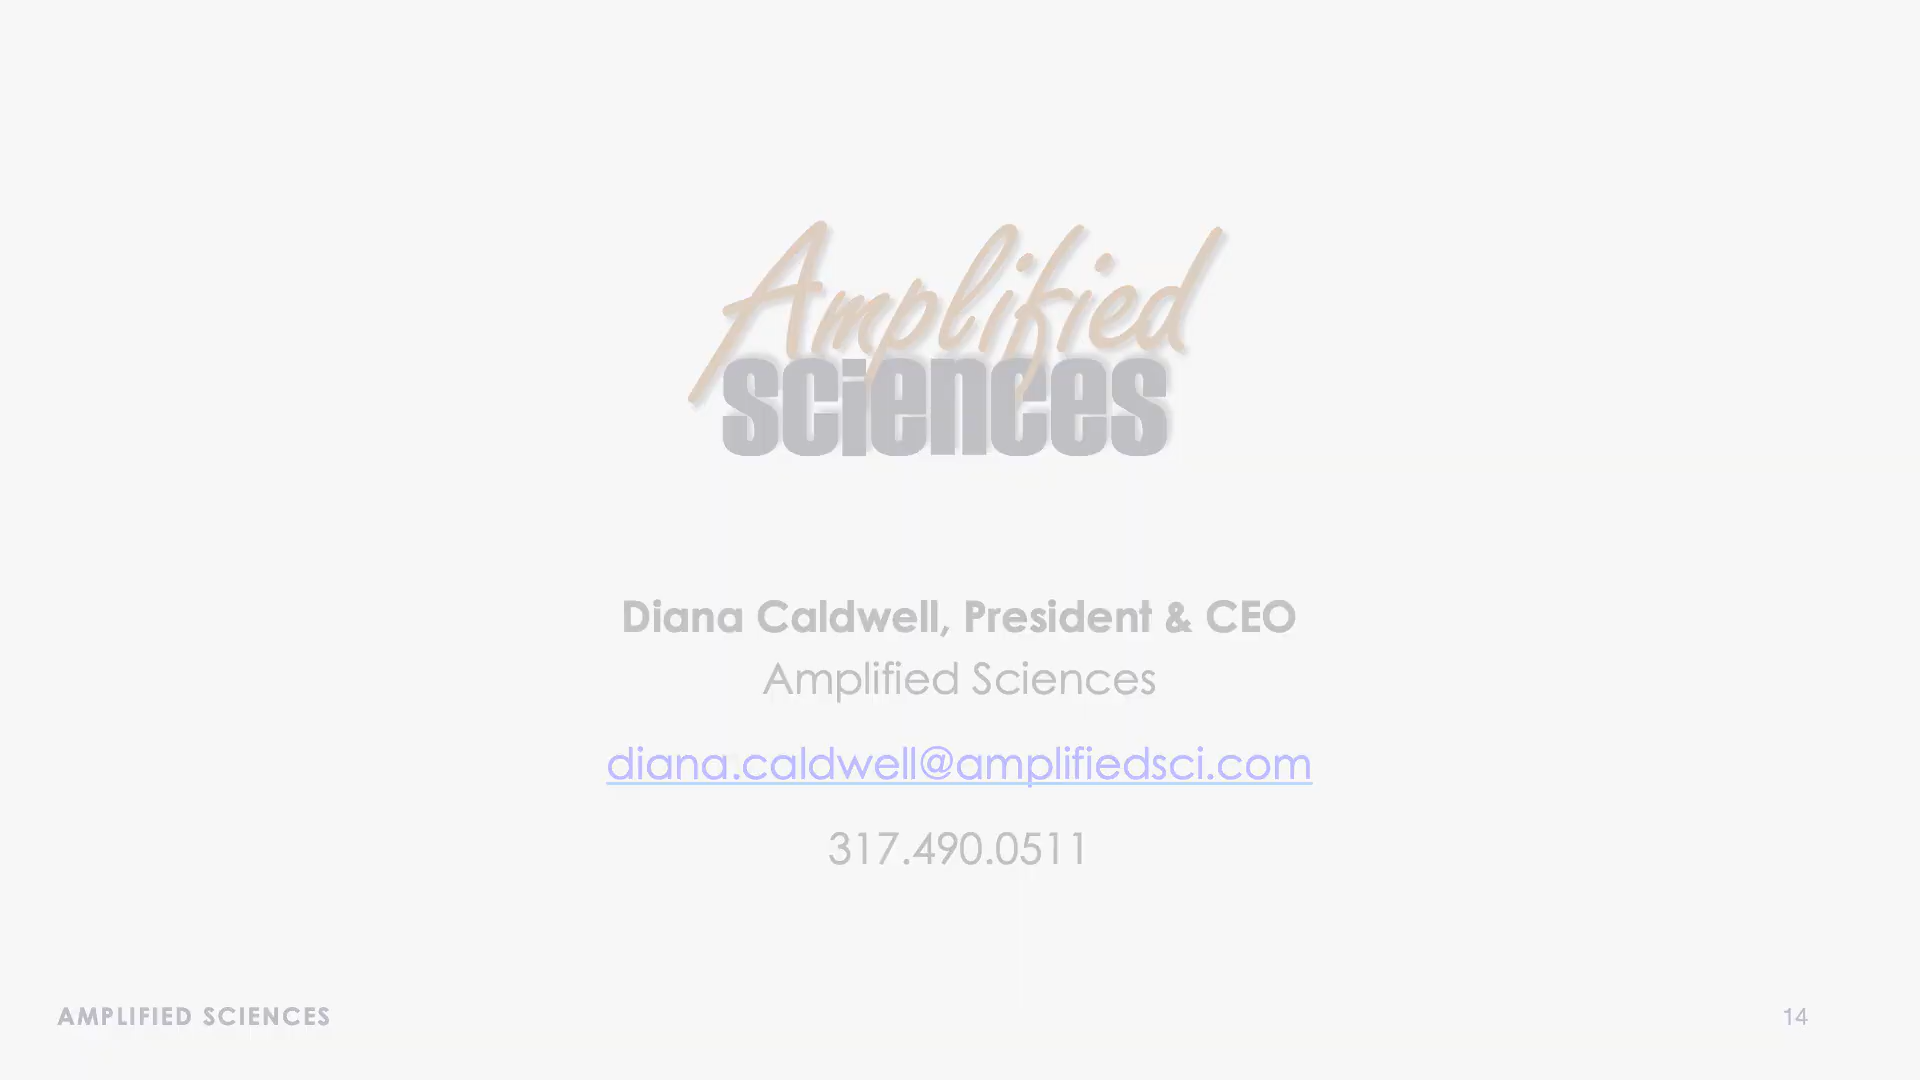 Amplified
sciences
Diana Caldwell, President & CEO
Amplified Sciences
diana.caldwell@amplifiedsci.com
317.490.0511
AMPLIFIED SCIENCES
14